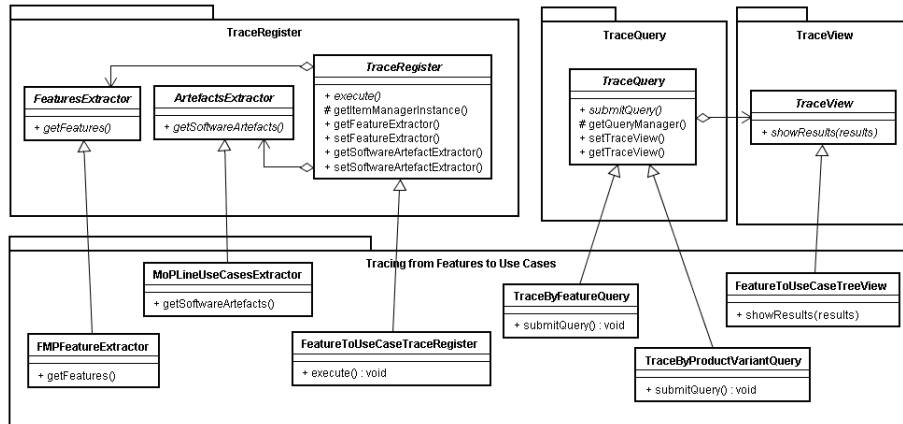 TraceRegister
TraceQuery
TraceView
FeaturesExtractor
+ getFeatures()
ArtefactsExtractor
+ getSoftwareArtefacts()
TraceRegister
+ execute()
# getItemManagerInstance()
+ getFeatureExtractor()
+ setFeatureExtractor()
+ getSoftwareArtefactExtractor()
+ setSoftwareArtefactExtractor()
TraceQuery
+ submitQuery()
# getQueryManager()
+ setTraceView()
+ getTraceView()
TraceView
+ showResults(results)
Tracing from Features to Use Cases
MoPLineUseCasesExtractor
+ getSoftwareArtefacts()
FMPFeatureExtractor
+ getFeatures()
FeatureToUseCaseTraceRegister
+ execute() : void
TraceByFeatureQuery
+ submitQuery() : void
TraceByProductVariantQuery
+ submitQuery() : void
FeatureToUseCaseTreeView
+ showResults(results)